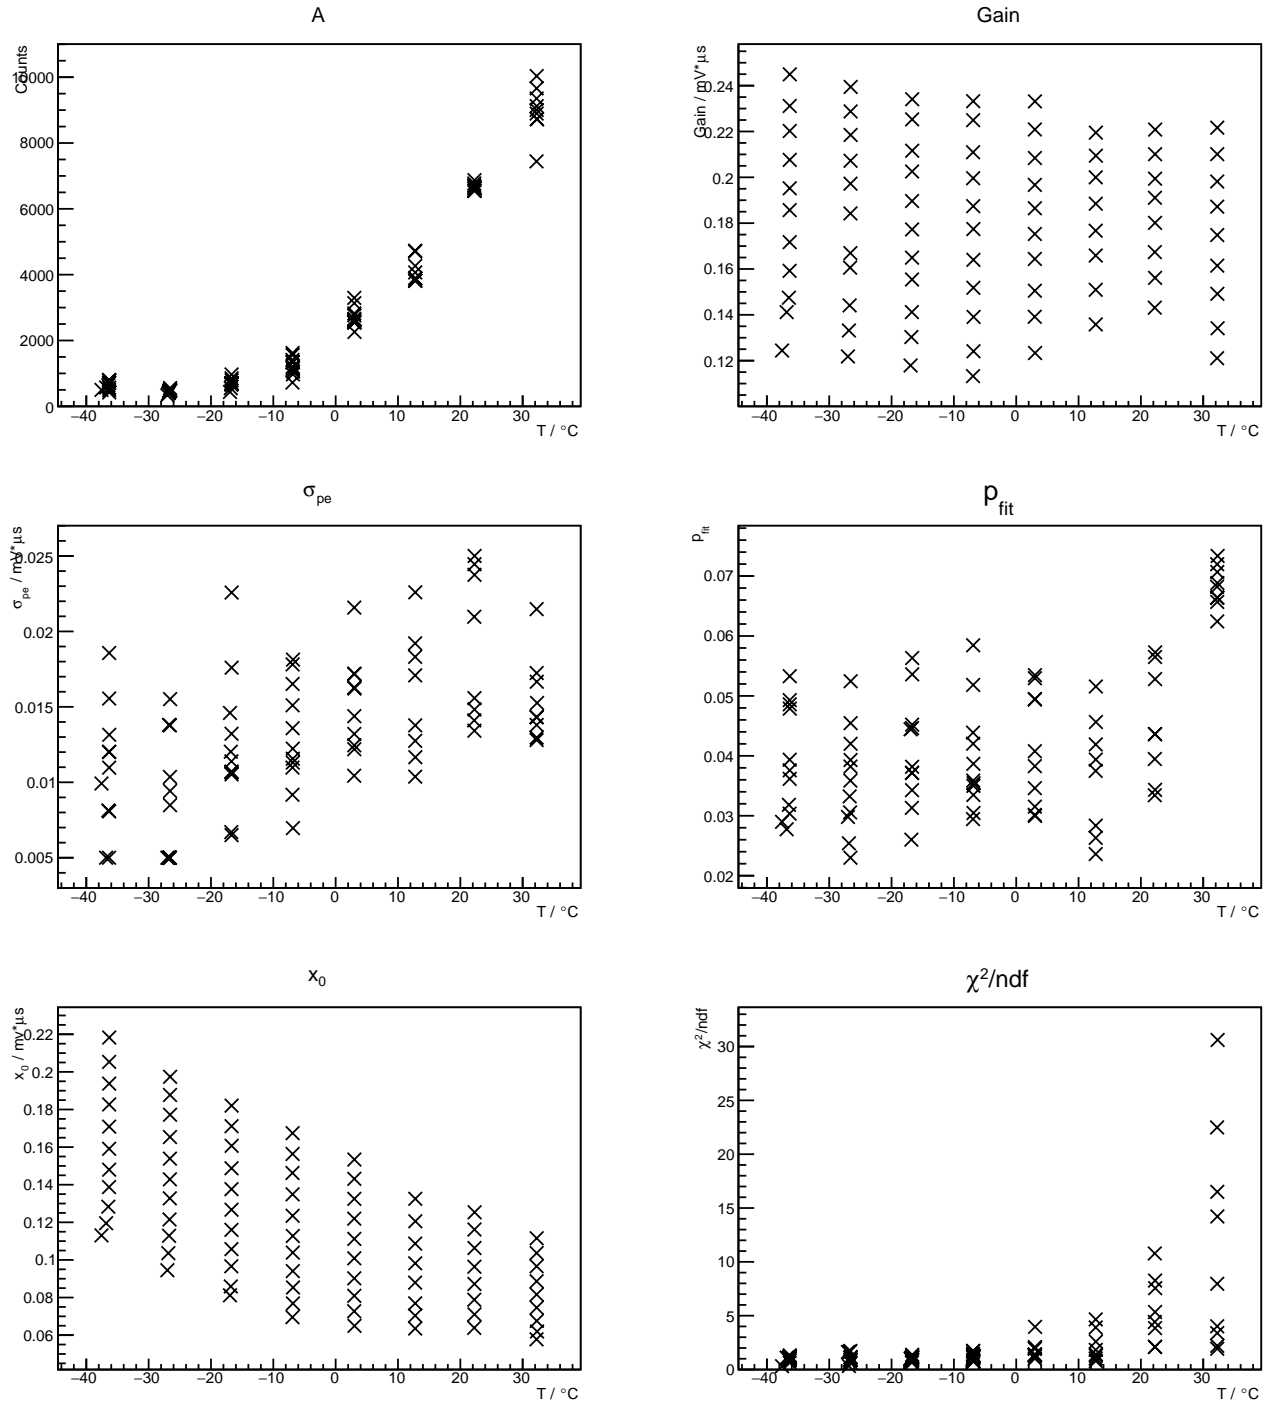 A
Counts
10000
8000
6000
4000
2000
0
−40 −30 −20 −10 0 10 20 30
T / °C
Gain
Gain / mV*μs
0.24
0.22
0.2
0.18
0.16
0.14
0.12
−40 −30 −20 −10 0 10 20 30
T / °C
σpe
σpe / mV*μs
0.025
0.02
0.015
0.01
0.005
−40 −30 −20 −10 0 10 20 30
T / °C
pfit
pfit
0.07
0.06
0.05
0.04
0.03
0.02
−40 −30 −20 −10 0 10 20 30
T / °C
x0
x0 / mv*μs
0.22
0.2
0.18
0.16
0.14
0.12
0.1
0.08
0.06
−40 −30 −20 −10 0 10 20 30
T / °C
χ²/ndf
χ²/ndf
30
25
20
15
10
5
0
−40 −30 −20 −10 0 10 20 30
T / °C